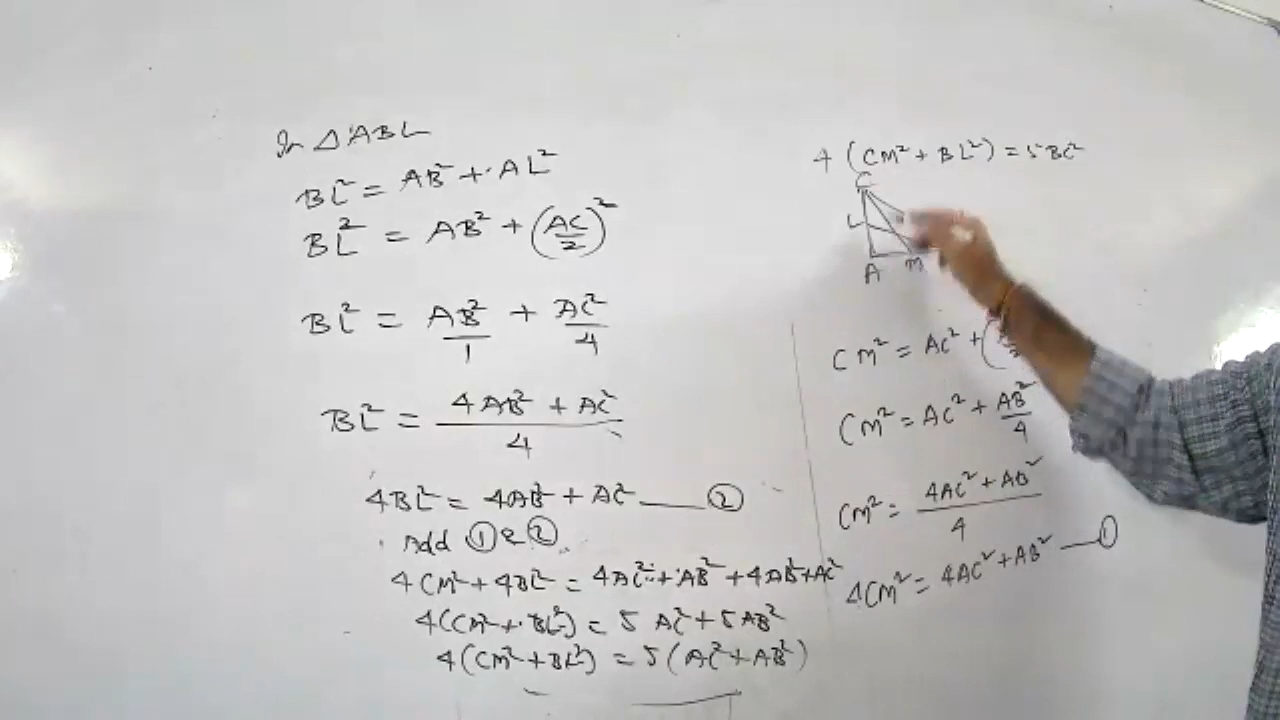 In △ABL
BL² = AB² + AL²
BL² = AB² + (AC/2)²
BL² = AB²/1 + AC²/4
BL² = (4AB² + AC²)/4
4BL² = 4AB² + AC² — ②
Add ① & ②
4CM² + 4BL² = 4AC² + AB² + 4AB² + AC²
4(CM² + BL²) = 5AC² + 5AB²
4(CM² + BL²) = 5(AC² + AB²)
4(CM² + BL²) = 5BC²
C
L
A M
CM² = AC² + (
CM² = AC² + AB²/4
CM² = (4AC² + AB²)/4
4CM² = 4AC² + AB² — ①